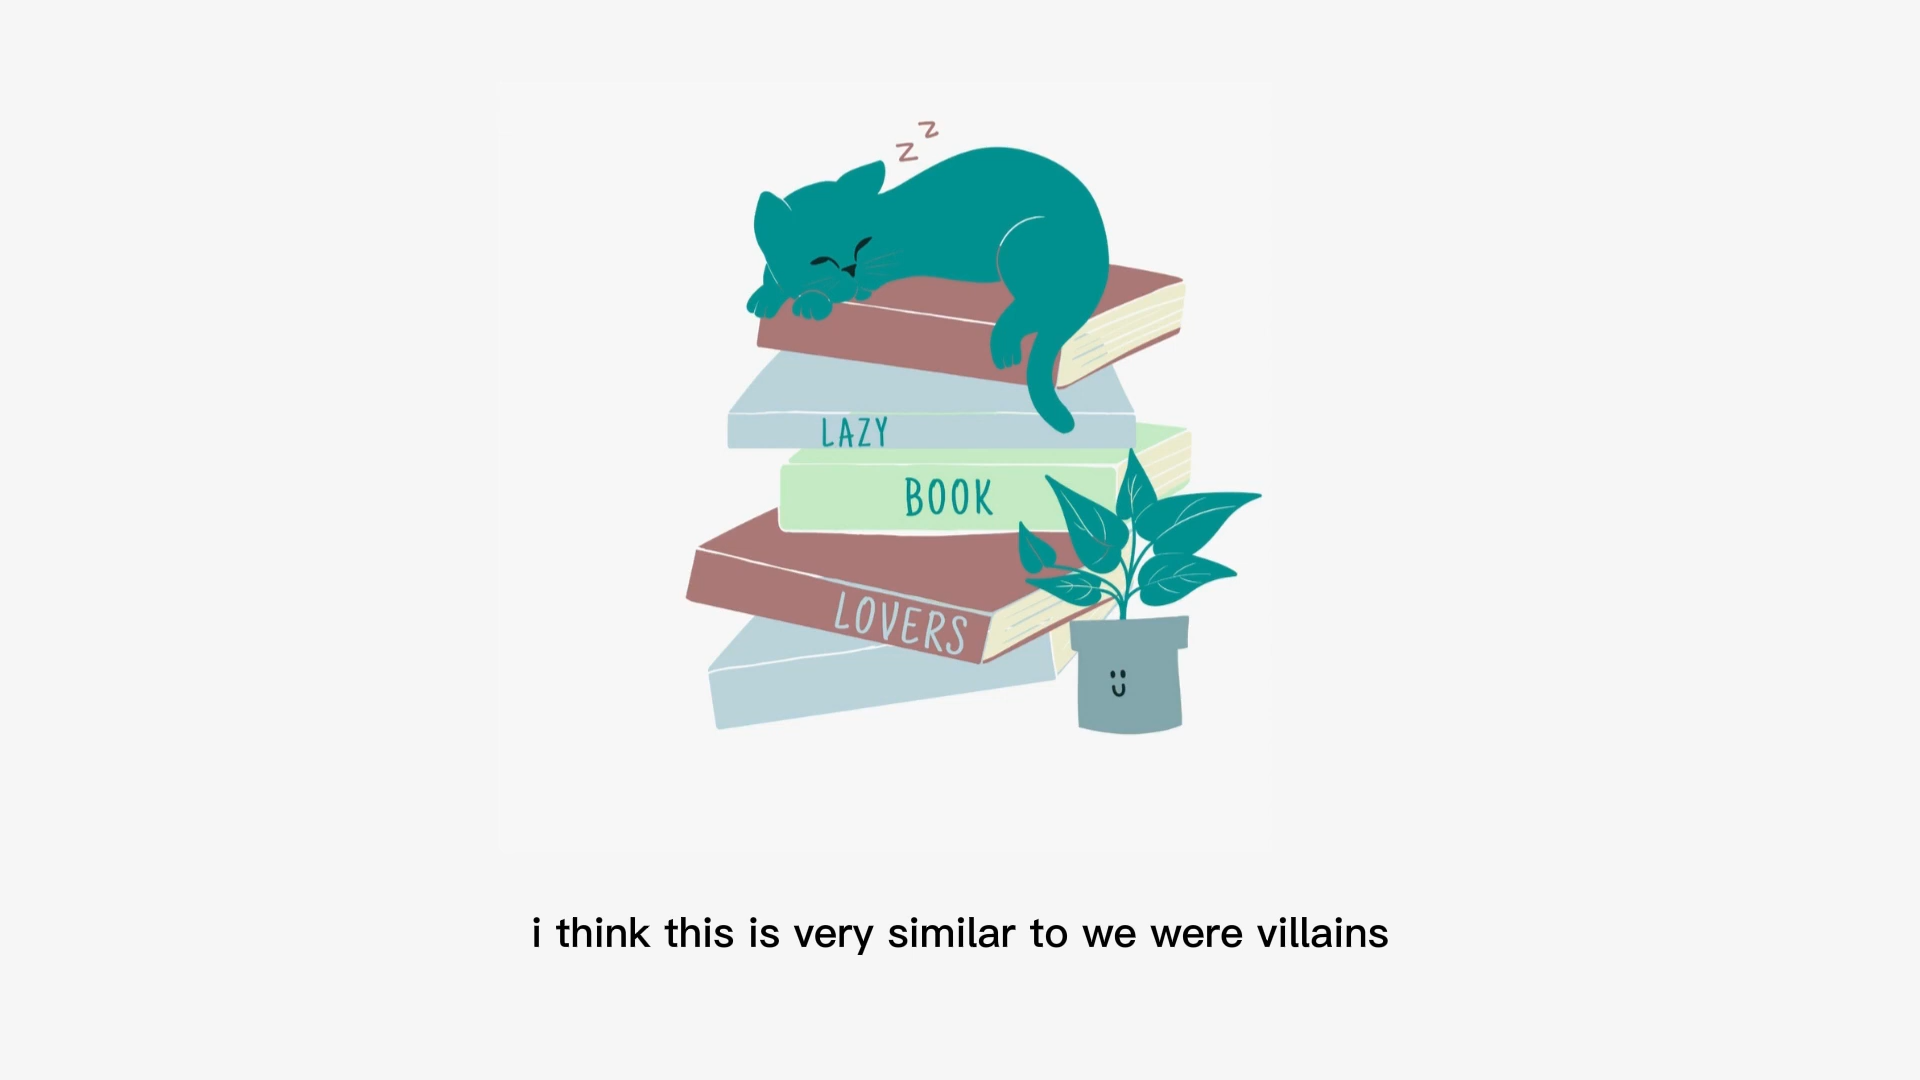 z
z
LAZY
BOOK
LOVERS
i think this is very similar to we were villains